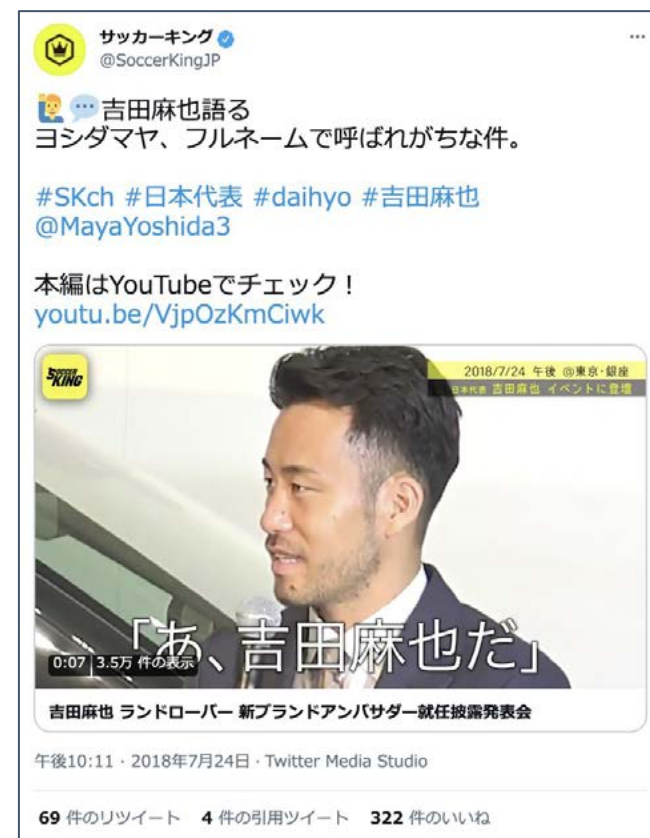 サッカーキング
@SoccerKingJP
吉田麻也語る
ヨシダマヤ、フルネームで呼ばれがちな件。
#SKch #日本代表 #daihyo #吉田麻也
@MayaYoshida3
本編はYouTubeでチェック！
youtu.be/VjpOzKmCiwk
SOCCER KING
2018/7/24 午後 @東京・銀座
日本代表 吉田麻也 イベントに登壇
「あ、吉田麻也だ」
0:07 3.5万 件の表示
吉田麻也 ランドローバー 新ブランドアンバサダー就任披露発表会
午後10:11 · 2018年7月24日 · Twitter Media Studio
69 件のリツイート 4 件の引用ツイート 322 件のいいね